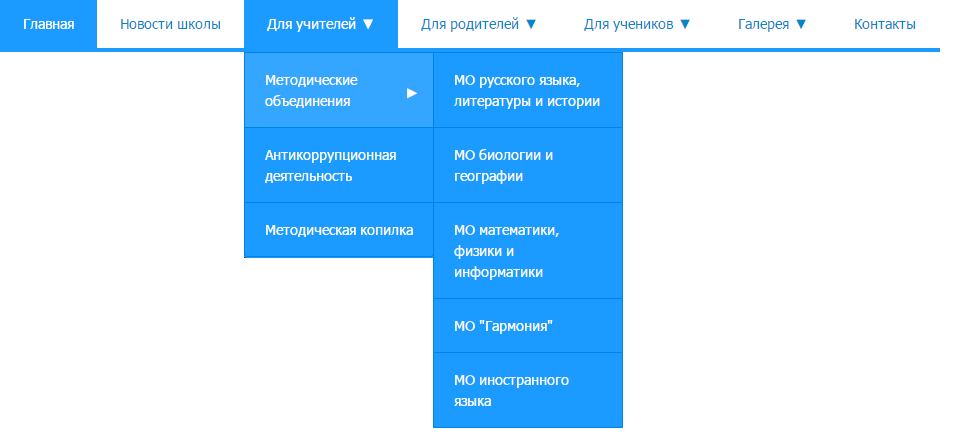 Главная
Новости школы
Для учителей ▼
Для родителей ▼
Для учеников ▼
Галерея ▼
Контакты
Методические
объединения ►
Антикоррупционная
деятельность
Методическая копилка
МО русского языка,
литературы и истории
МО биологии и
географии
МО математики,
физики и
информатики
МО "Гармония"
МО иностранного
языка